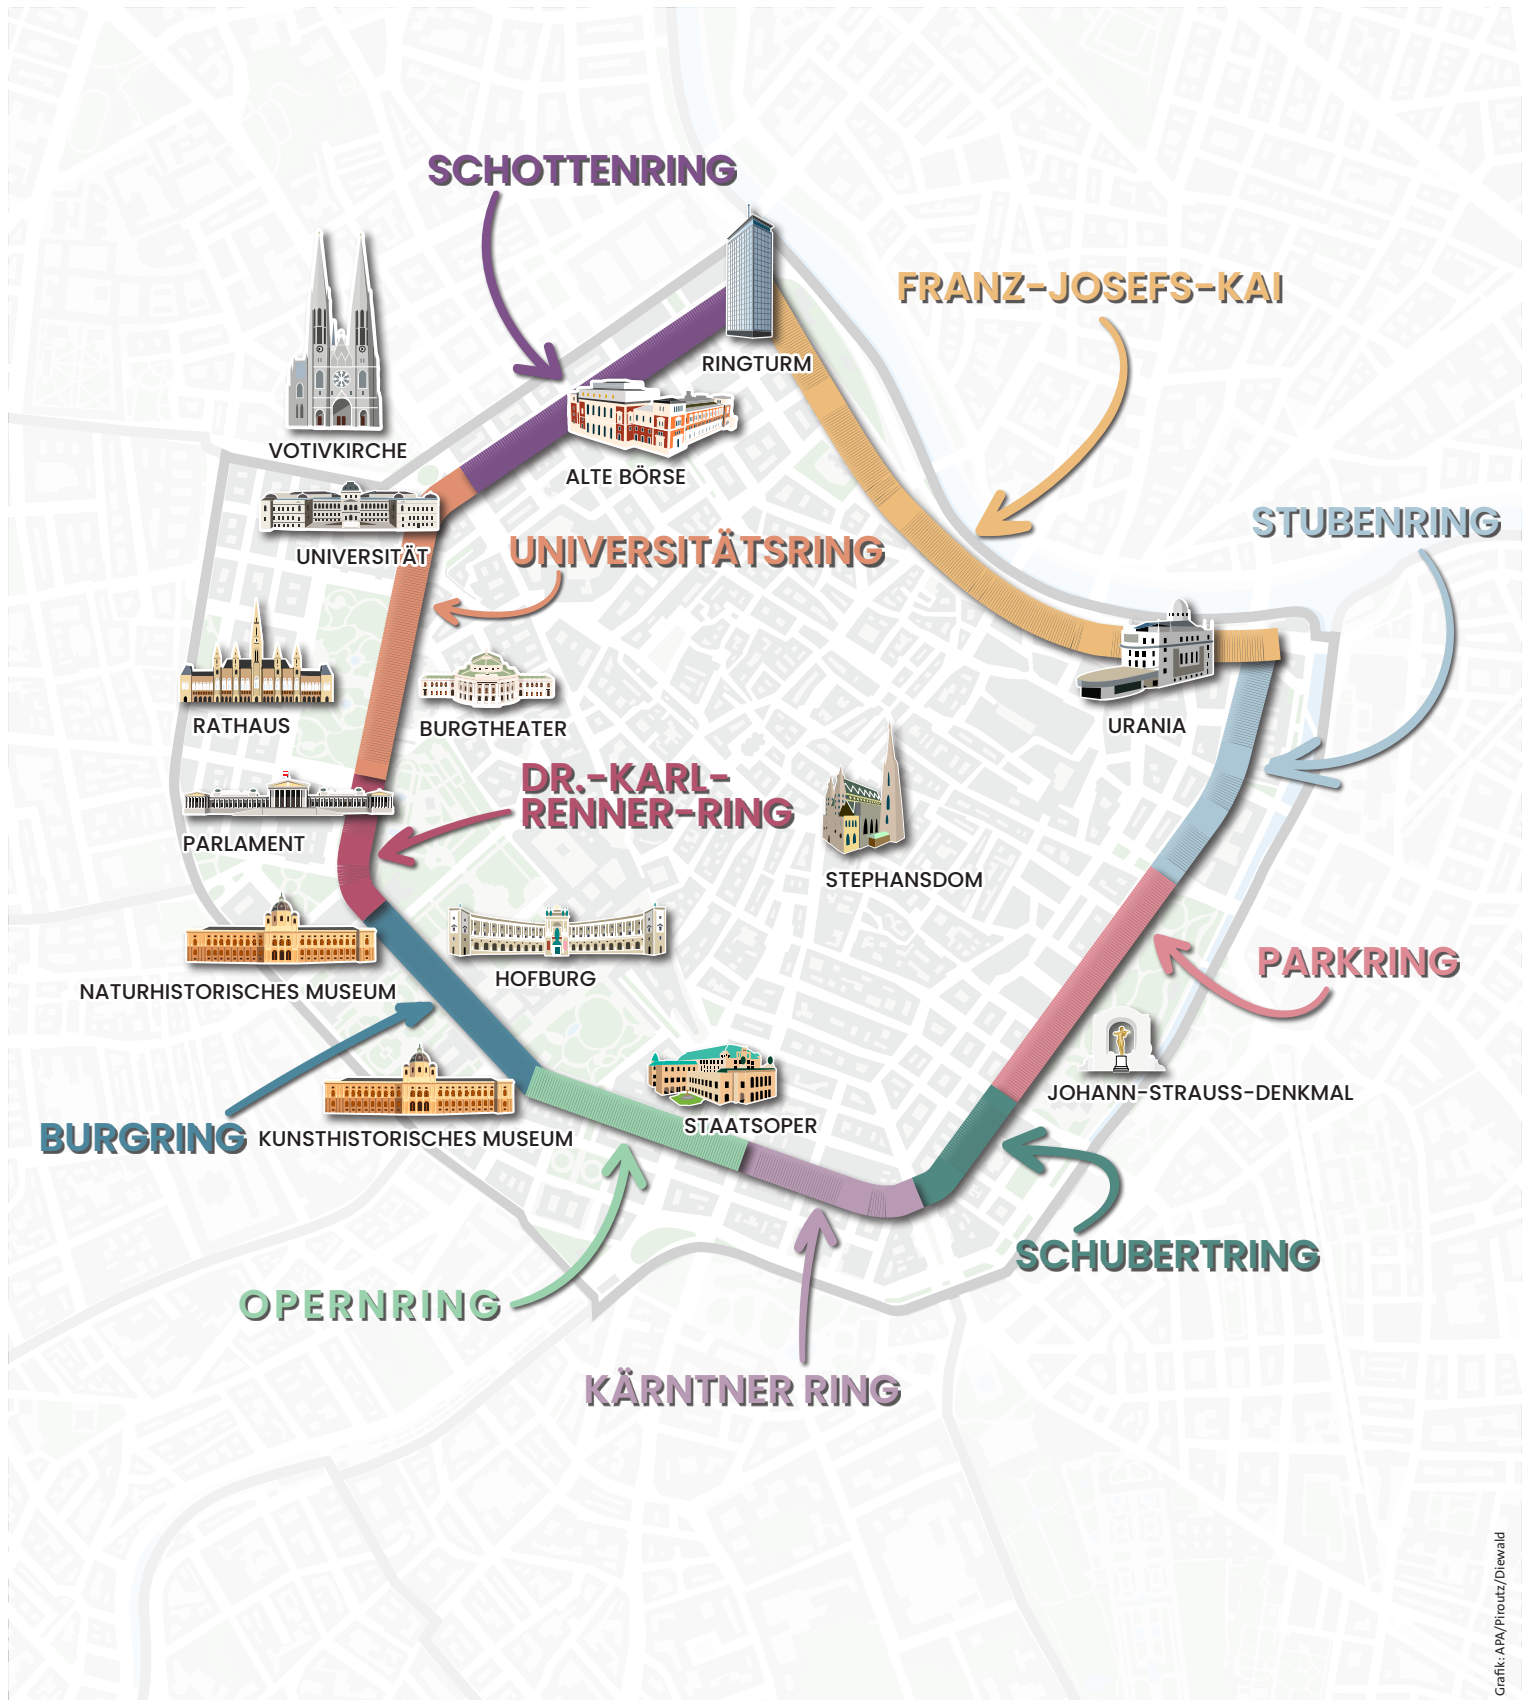 SCHOTTENRING
FRANZ-JOSEFS-KAI
RINGTURM
VOTIVKIRCHE
ALTE BÖRSE
STUBENRING
UNIVERSITÄT
UNIVERSITÄTSRING
RATHAUS
BURGTHEATER
URANIA
DR.-KARL-
RENNER-RING
PARLAMENT
STEPHANSDOM
PARKRING
HOFBURG
NATURHISTORISCHES MUSEUM
JOHANN-STRAUSS-DENKMAL
STAATSOPER
BURGRING
KUNSTHISTORISCHES MUSEUM
SCHUBERTRING
OPERNRING
KÄRNTNER RING
Grafik: APA/Piroutz/Diewald